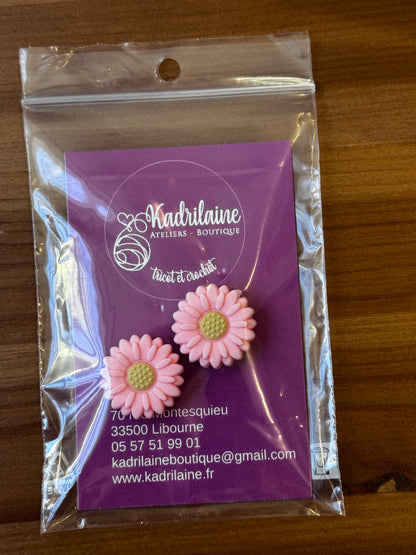 Kadrilaine
ATELIERS - BOUTIQUE
tricot et crochet
70 Montesquieu
33500 Libourne
05 57 51 99 01
kadrilaineboutique@gmail.com
www.kadrilaine.fr